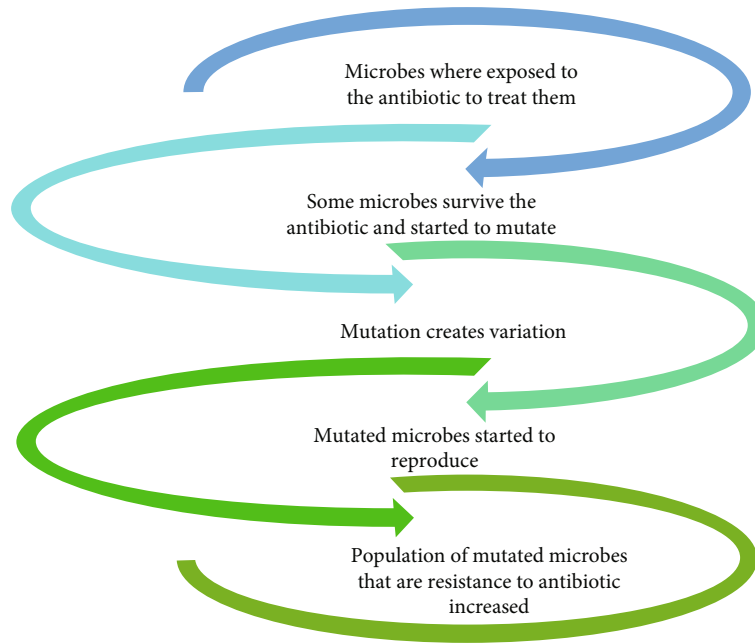 Microbes where exposed to
the antibiotic to treat them
Some microbes survive the
antibiotic and started to mutate
Mutation creates variation
Mutated microbes started to
reproduce
Population of mutated microbes
that are resistance to antibiotic
increased